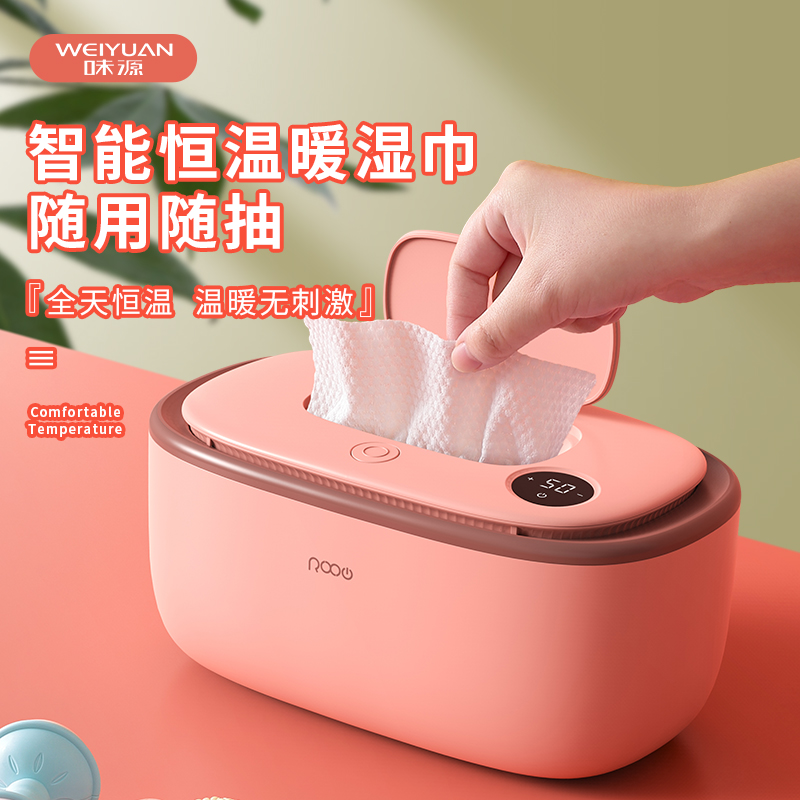 WEIYUAN
味源
智能恒温暖湿巾
随用随抽
『全天恒温 温暖无刺激』
Comfortable
Temperature
+ 50 -